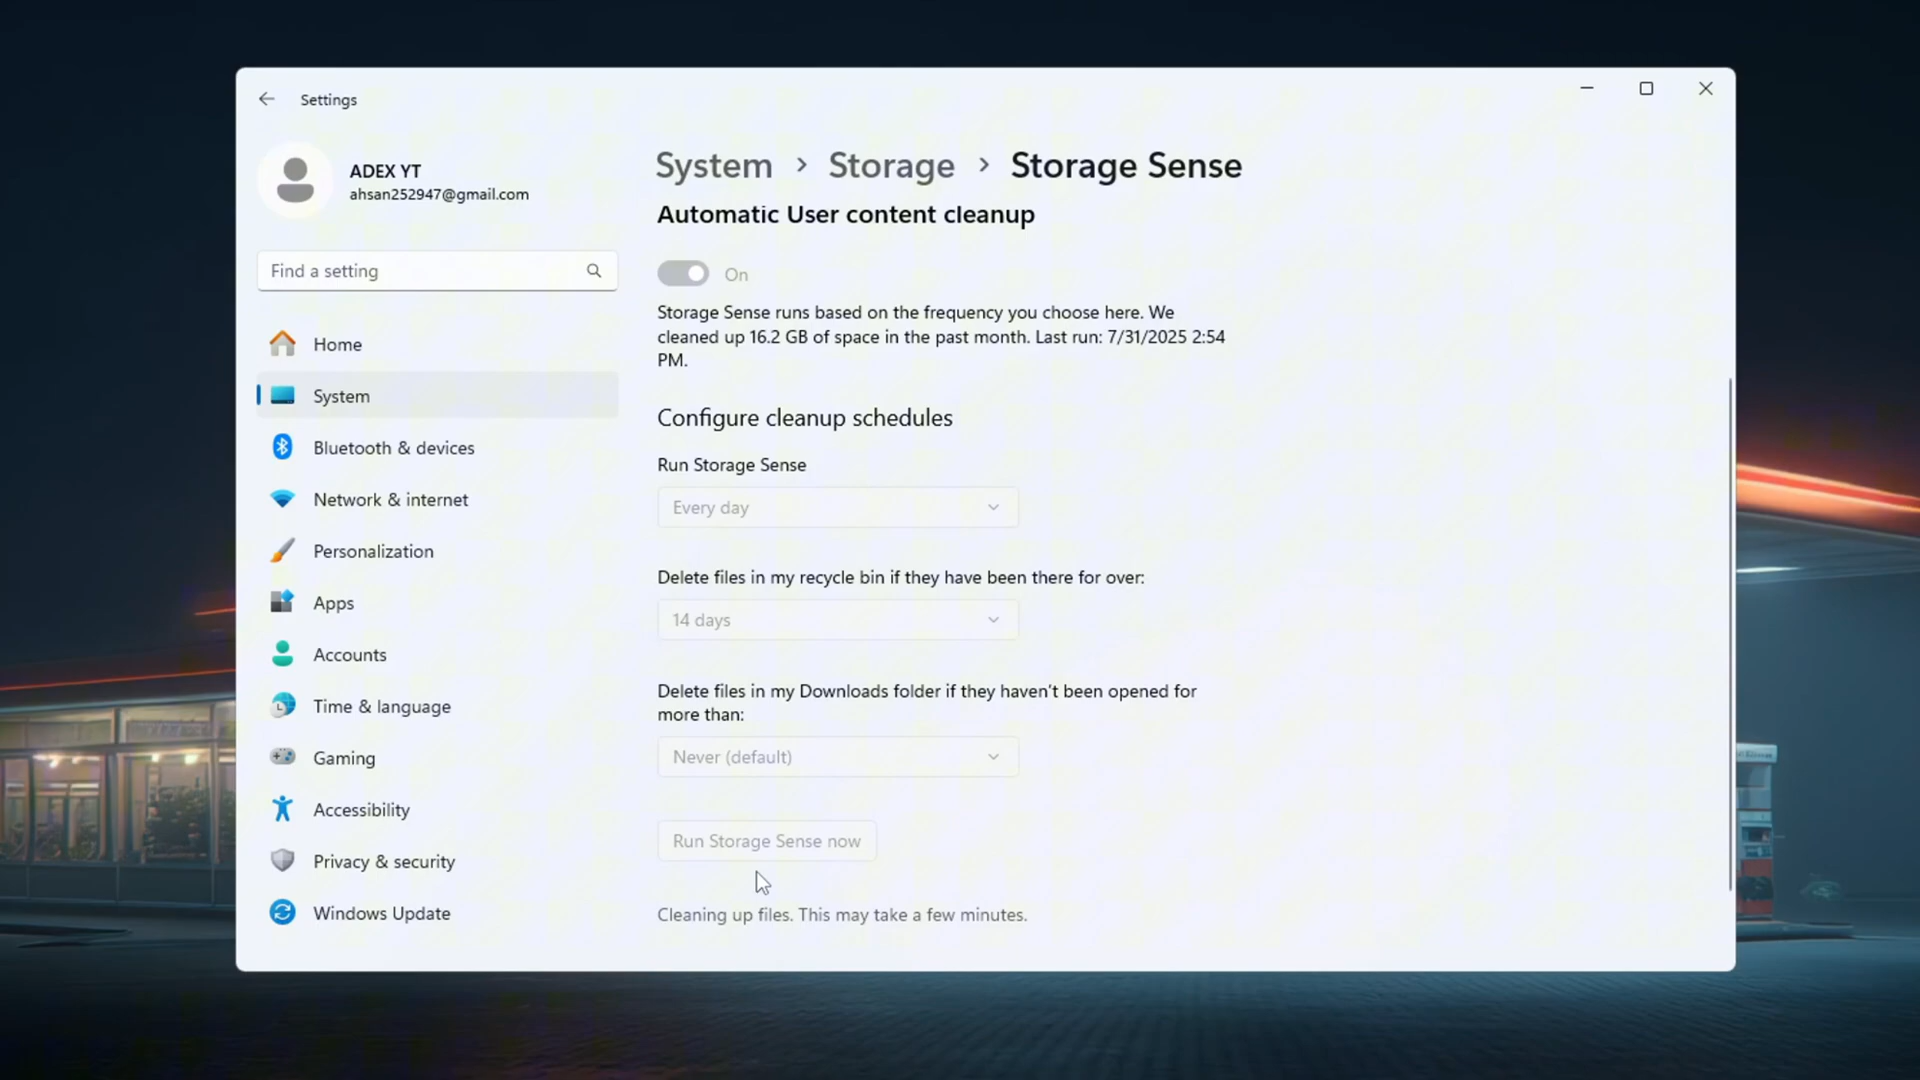 Settings
ADEX YT
ahsan252947@gmail.com
Find a setting
Home
System
Bluetooth & devices
Network & internet
Personalization
Apps
Accounts
Time & language
Gaming
Accessibility
Privacy & security
Windows Update
System > Storage > Storage Sense
Automatic User content cleanup
On
Storage Sense runs based on the frequency you choose here. We
cleaned up 16.2 GB of space in the past month. Last run: 7/31/2025 2:54
PM.
Configure cleanup schedules
Run Storage Sense
Every day
Delete files in my recycle bin if they have been there for over:
14 days
Delete files in my Downloads folder if they haven't been opened for
more than:
Never (default)
Run Storage Sense now
Cleaning up files. This may take a few minutes.